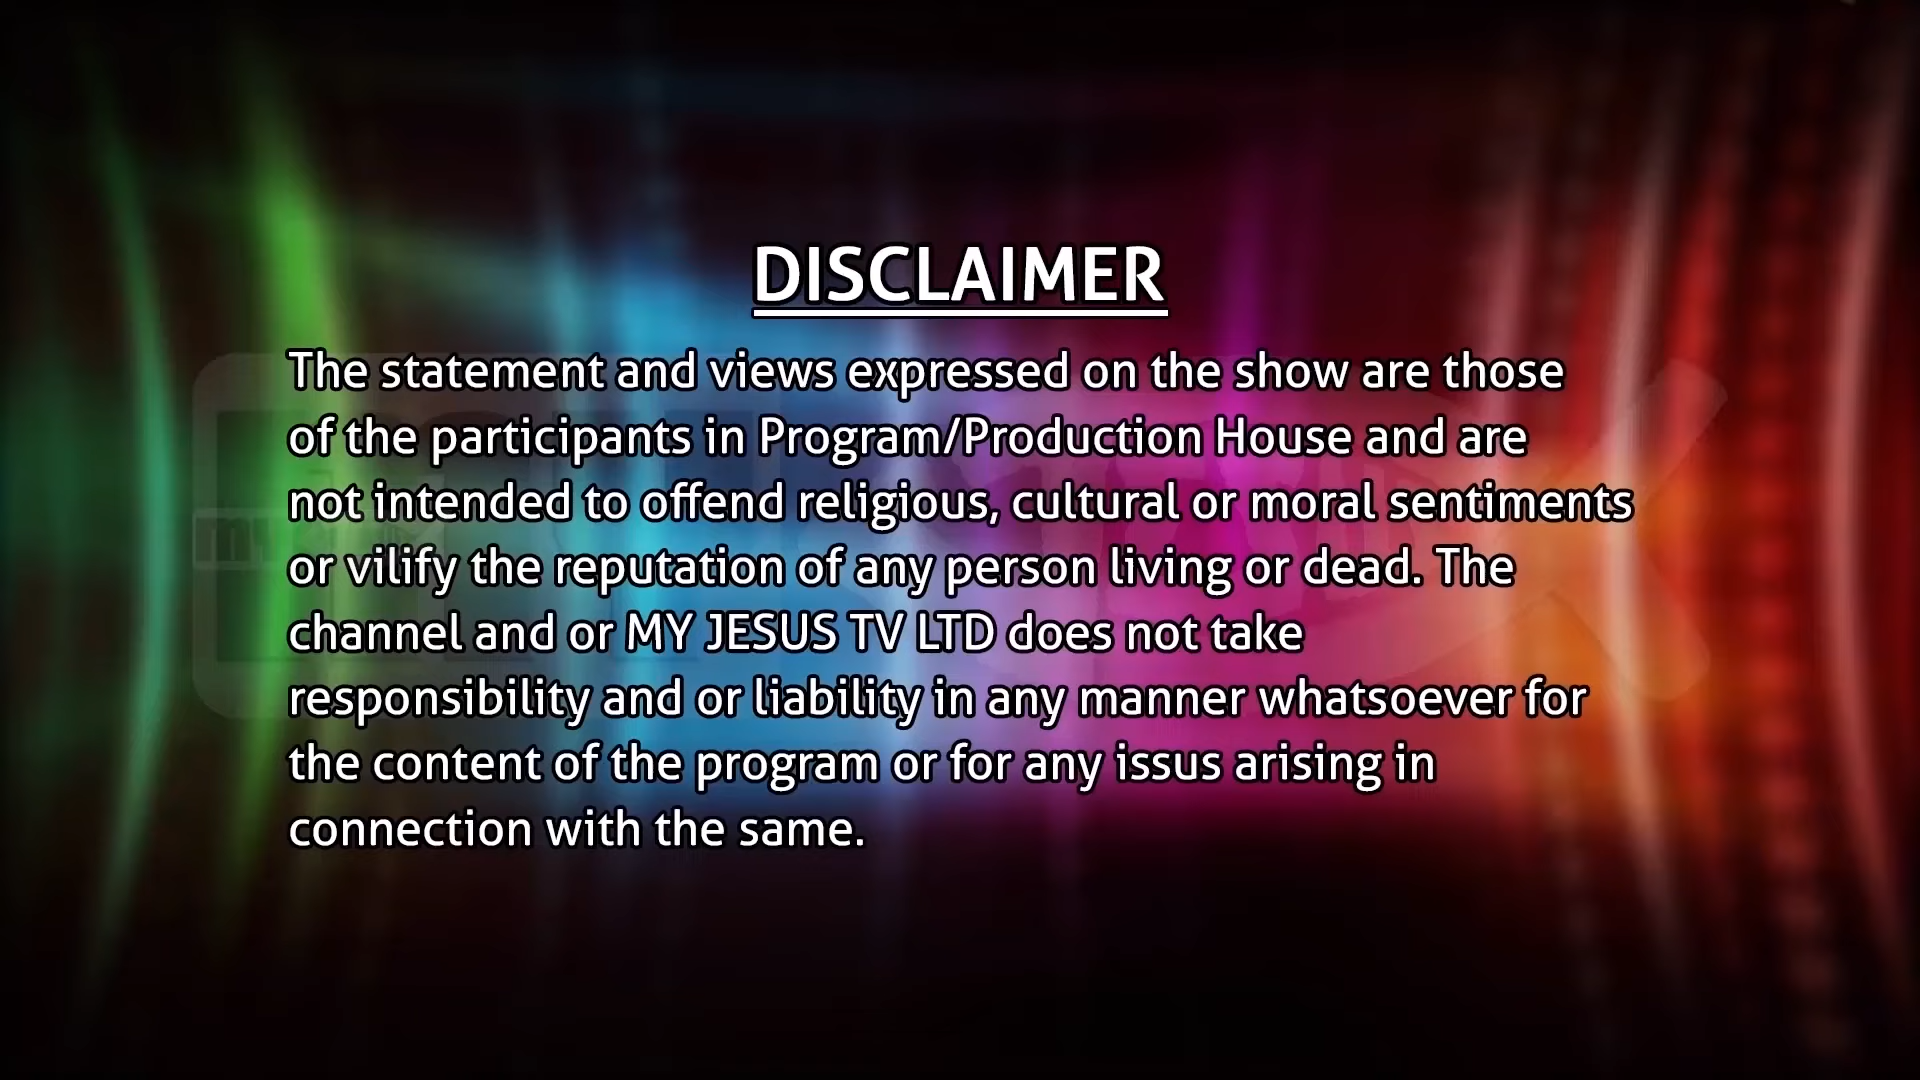 DISCLAIMER
The statement and views expressed on the show are those
of the participants in Program/Production House and are
not intended to offend religious, cultural or moral sentiments
or vilify the reputation of any person living or dead. The
channel and or MY JESUS TV LTD does not take
responsibility and or liability in any manner whatsoever for
the content of the program or for any issus arising in
connection with the same.